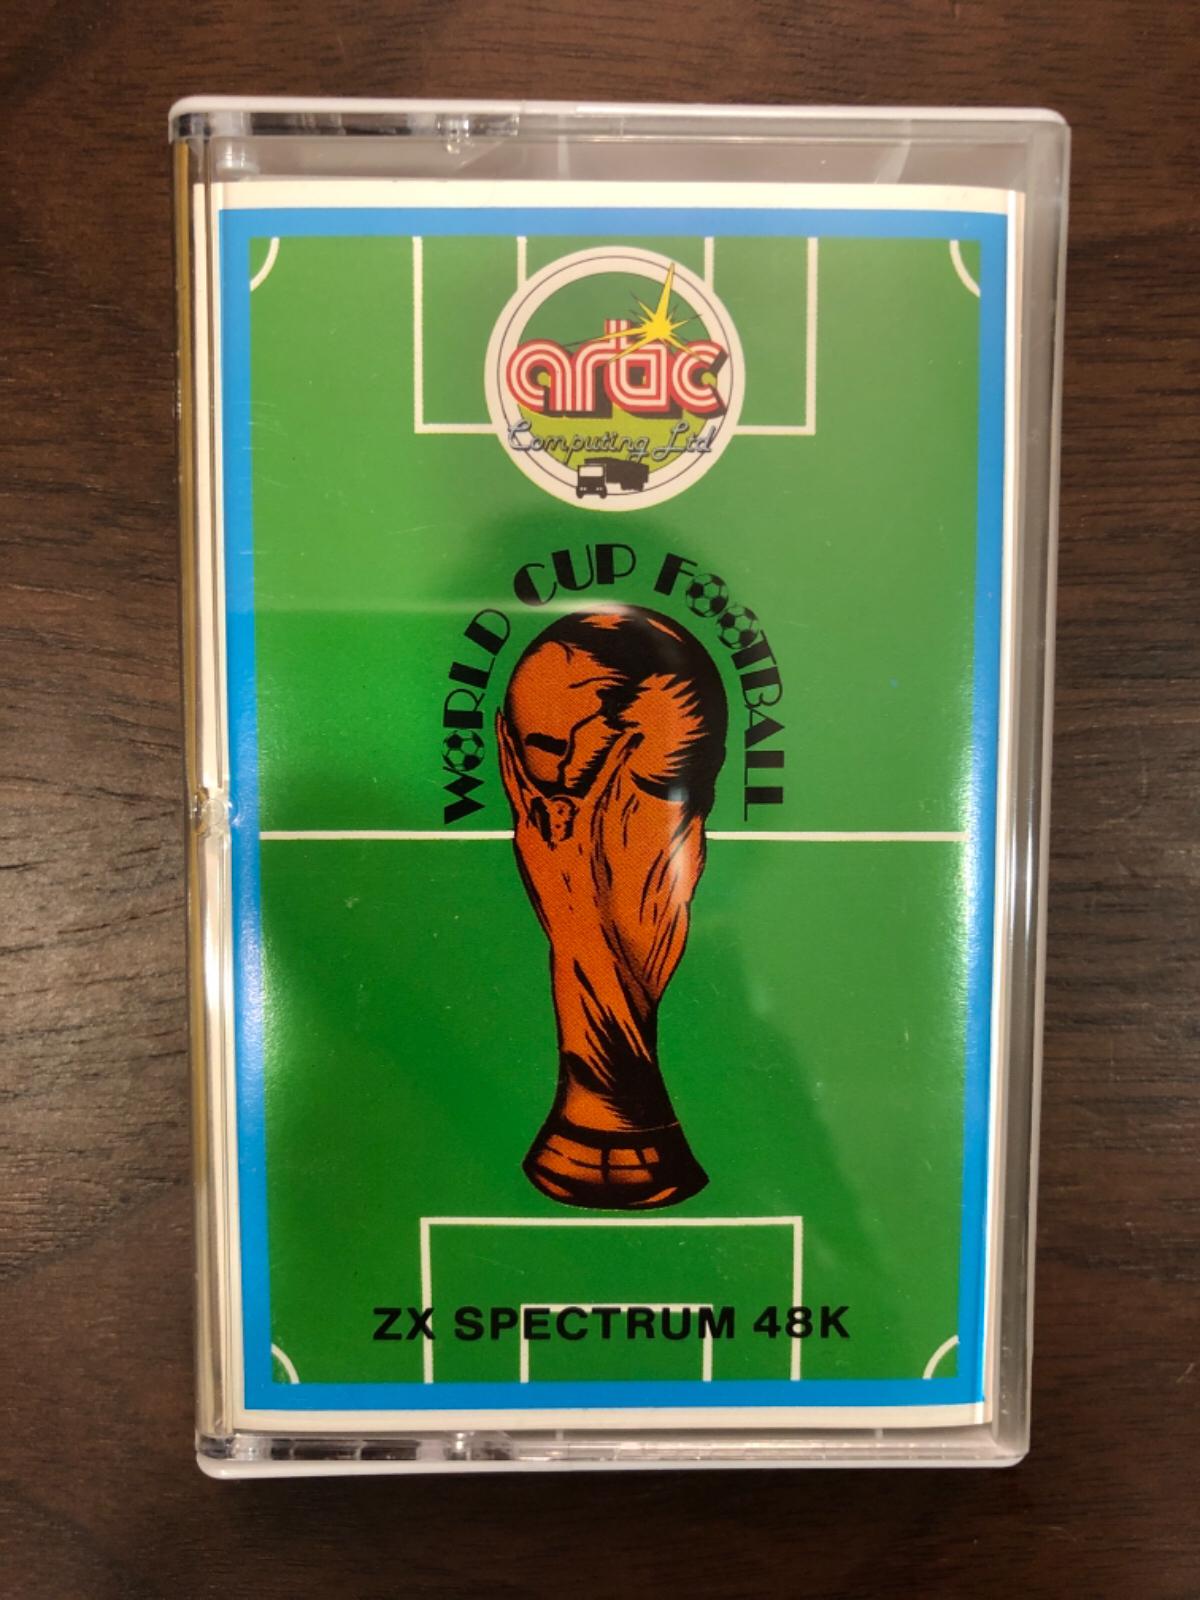 artic
Computing Ltd
WORLD CUP FOOTBALL
ZX SPECTRUM 48K